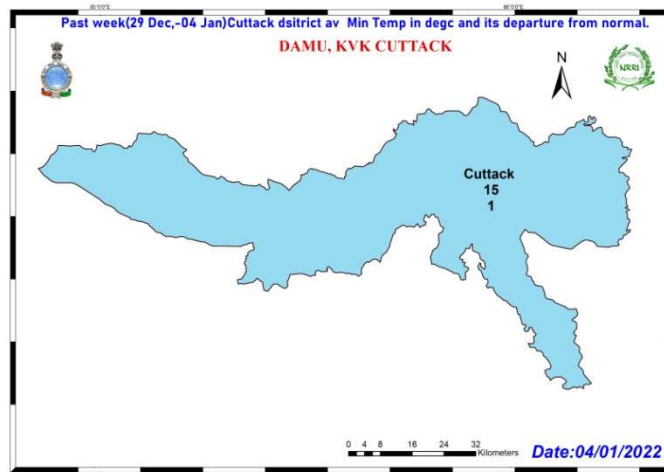 Past week(29 Dec,-04 Jan)Cuttack dsitrict av Min Temp in degc and its departure from normal.
DAMU, KVK CUTTACK
N
NRRI
Cuttack
15
1
0 4 8 16 24 32
Kilometers
Date:04/01/2022